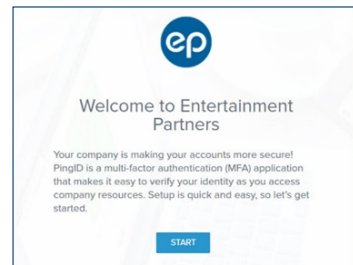 ep
Welcome to Entertainment
Partners
Your company is making your accounts more secure!
PingID is a multi-factor authentication (MFA) application
that makes it easy to verify your identity as you access
company resources. Setup is quick and easy, so let's get
started.
START